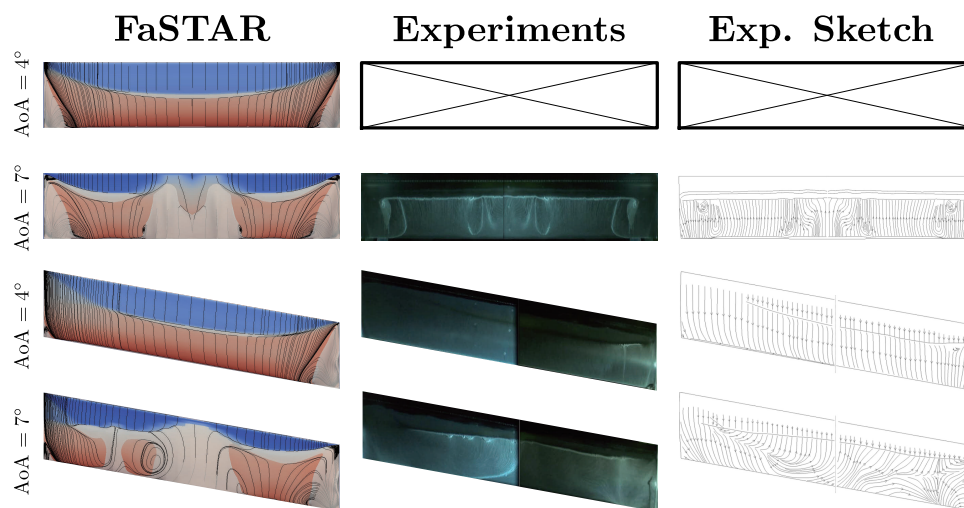 FaSTAR Experiments Exp. Sketch
AoA = 4°
AoA = 7°
AoA = 4°
AoA = 7°